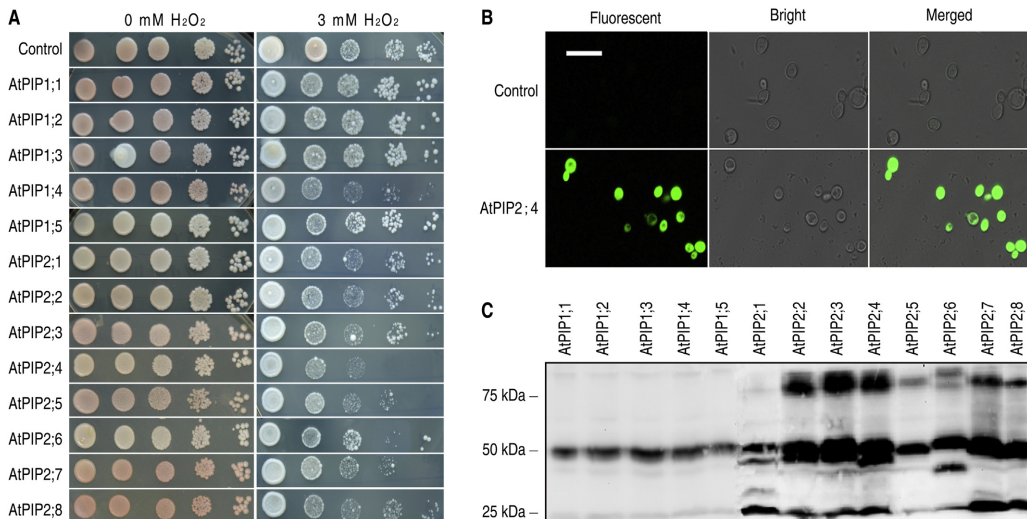 A
0 mM H₂O₂ 3 mM H₂O₂
Control
AtPIP1;1
AtPIP1;2
AtPIP1;3
AtPIP1;4
AtPIP1;5
AtPIP2;1
AtPIP2;2
AtPIP2;3
AtPIP2;4
AtPIP2;5
AtPIP2;6
AtPIP2;7
AtPIP2;8
B
Fluorescent Bright Merged
Control
AtPIP2;4
C
AtPIP1;1 AtPIP1;2 AtPIP1;3 AtPIP1;4 AtPIP1;5 AtPIP2;1 AtPIP2;2 AtPIP2;3 AtPIP2;4 AtPIP2;5 AtPIP2;6 AtPIP2;7 AtPIP2;8
75 kDa –
50 kDa –
25 kDa –